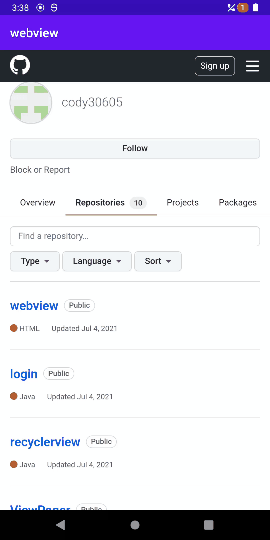 3:38
1
webview
Sign up
cody30605
Follow
Block or Report
Overview Repositories 10 Projects Packages
Find a repository...
Type Language Sort
webview Public
HTML Updated Jul 4, 2021
login Public
Java Updated Jul 4, 2021
recyclerview Public
Java Updated Jul 4, 2021
ViewPager Public